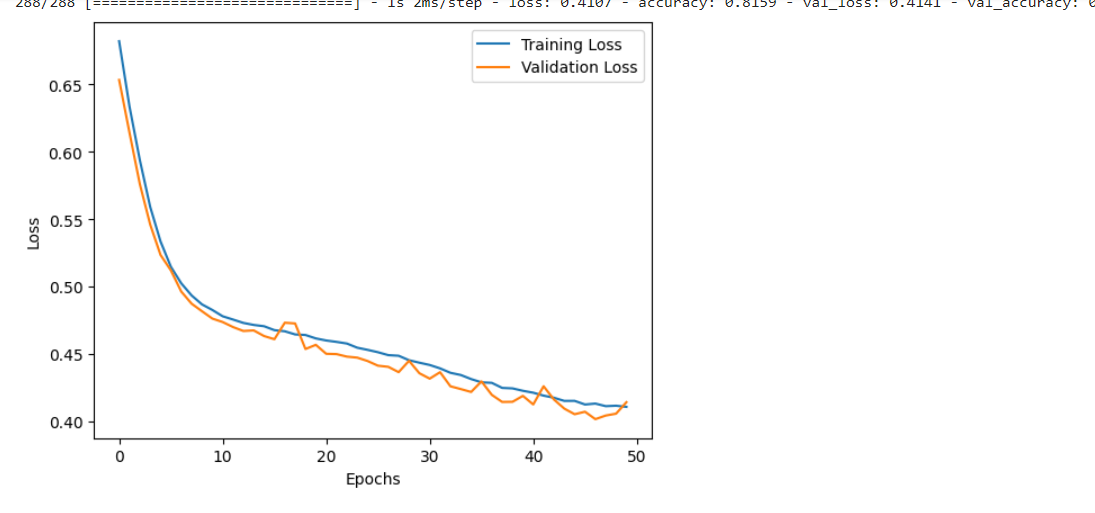 288/288 [==============================] - 1s 2ms/step - loss: 0.4107 - accuracy: 0.8159 - val_loss: 0.4141 - val_accuracy: 0
Training Loss
Validation Loss
0.65
0.60
0.55
0.50
0.45
0.40
Loss
0
10
20
30
40
50
Epochs